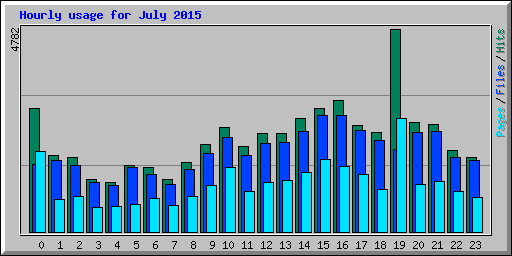 Hourly usage for July 2015
4782
Pages / Files / Hits
0 1 2 3 4 5 6 7 8 9 10 11 12 13 14 15 16 17 18 19 20 21 22 23